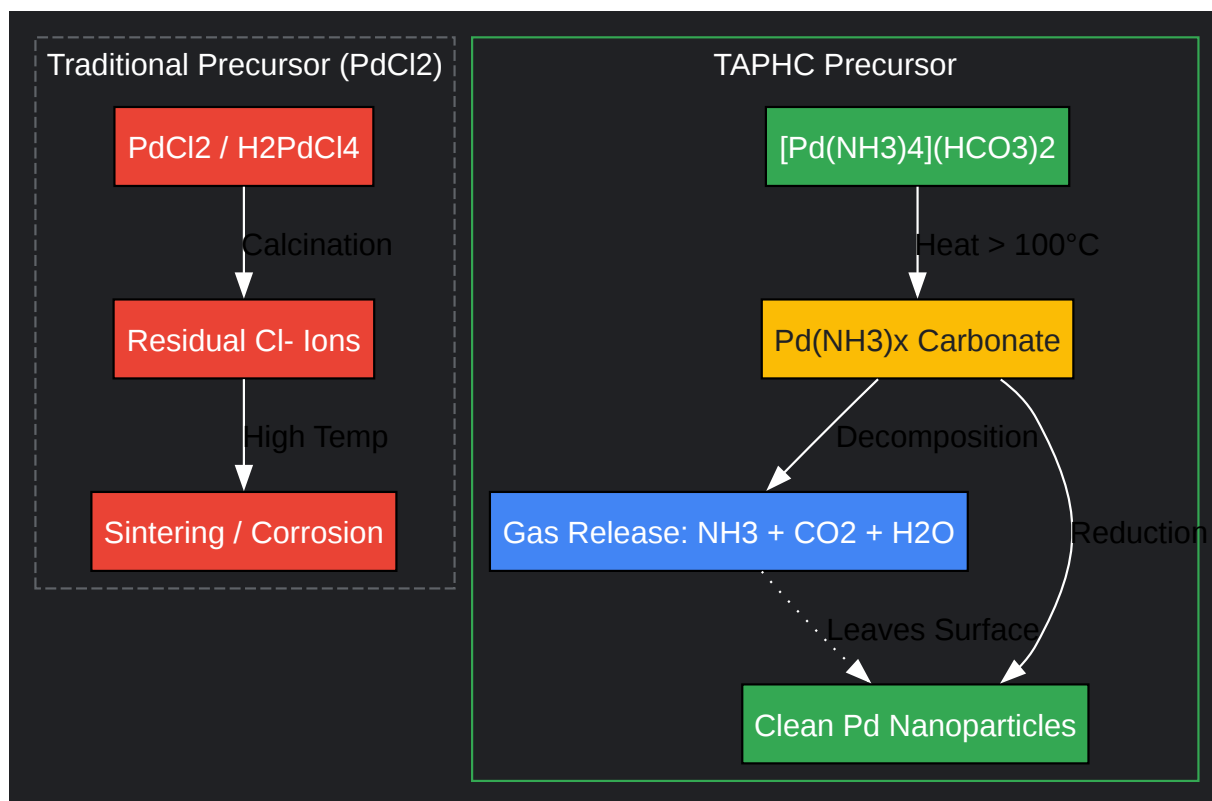 Traditional Precursor (PdCl2)
PdCl2 / H2PdCl4
Calcination
Residual Cl- Ions
High Temp
Sintering / Corrosion
TAPHC Precursor
[Pd(NH3)4](HCO3)2
Heat > 100°C
Pd(NH3)x Carbonate
Decomposition
Gas Release: NH3 + CO2 + H2O
Reduction
Leaves Surface
Clean Pd Nanoparticles